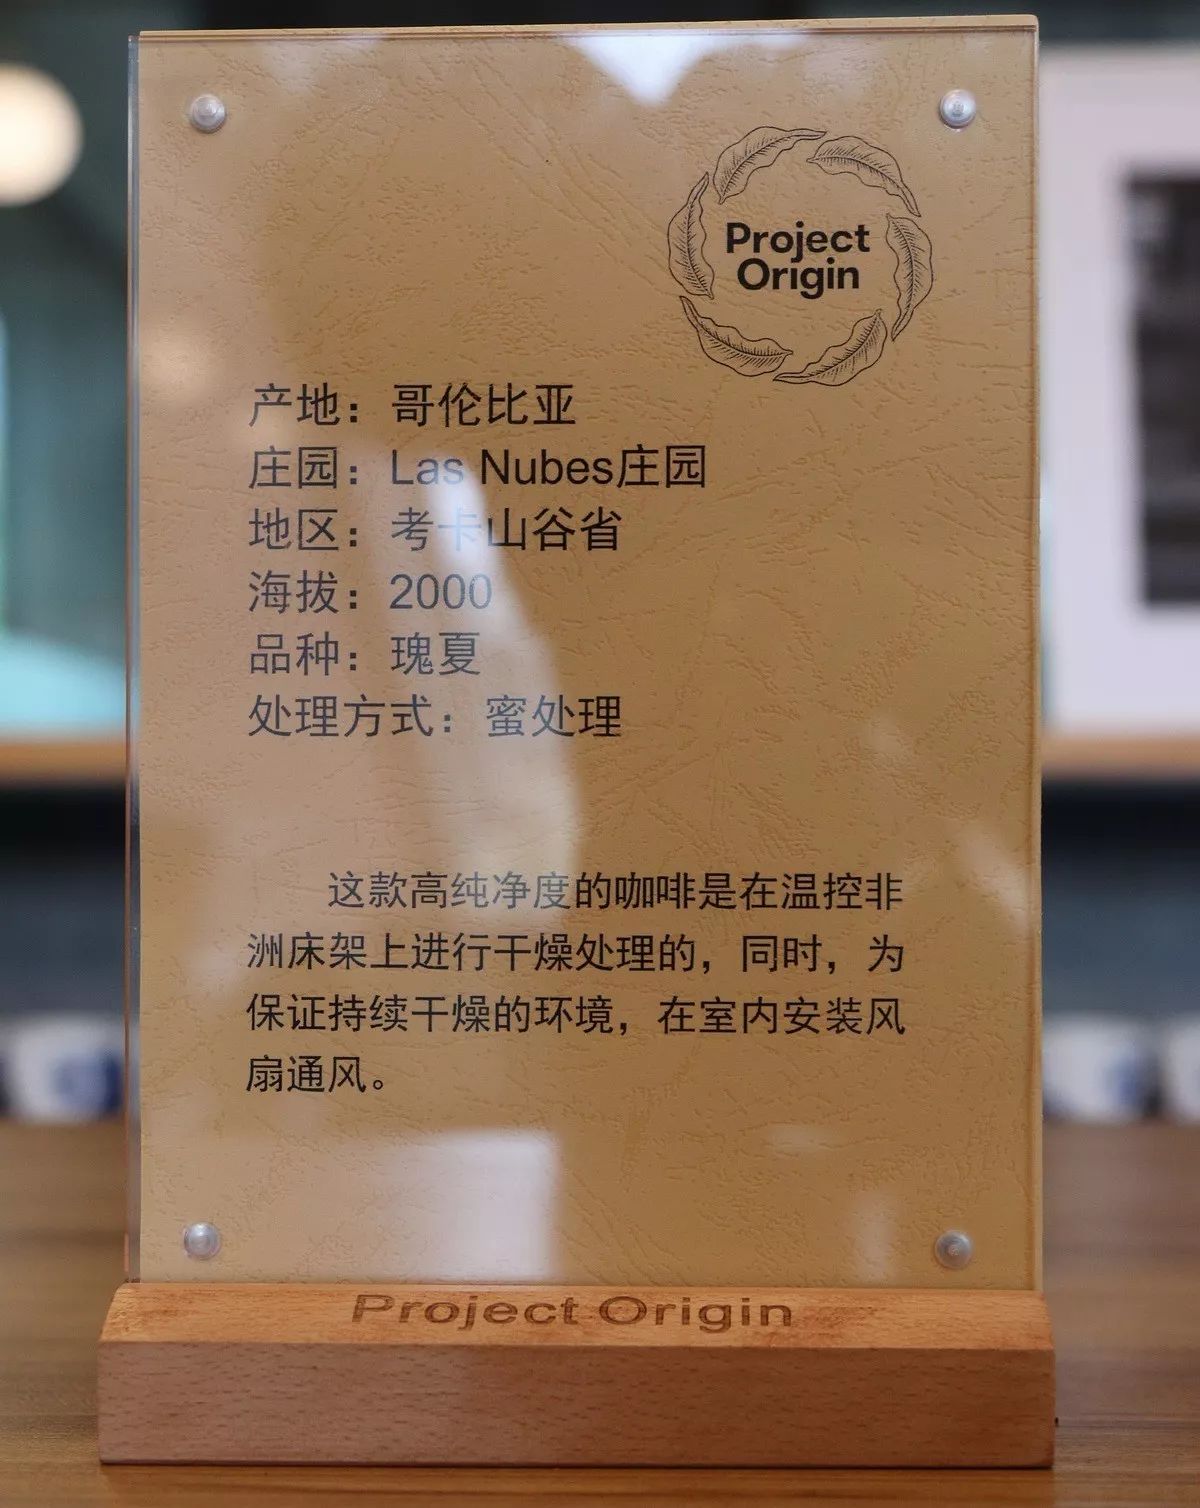 Project
Origin
产地：哥伦比亚
庄园：Las Nubes庄园
地区：考卡山谷省
海拔：2000
品种：瑰夏
处理方式：蜜处理
这款高纯净度的咖啡是在温控非
洲床架上进行干燥处理的，同时，为
保证持续干燥的环境，在室内安装风
扇通风。
Project Origin